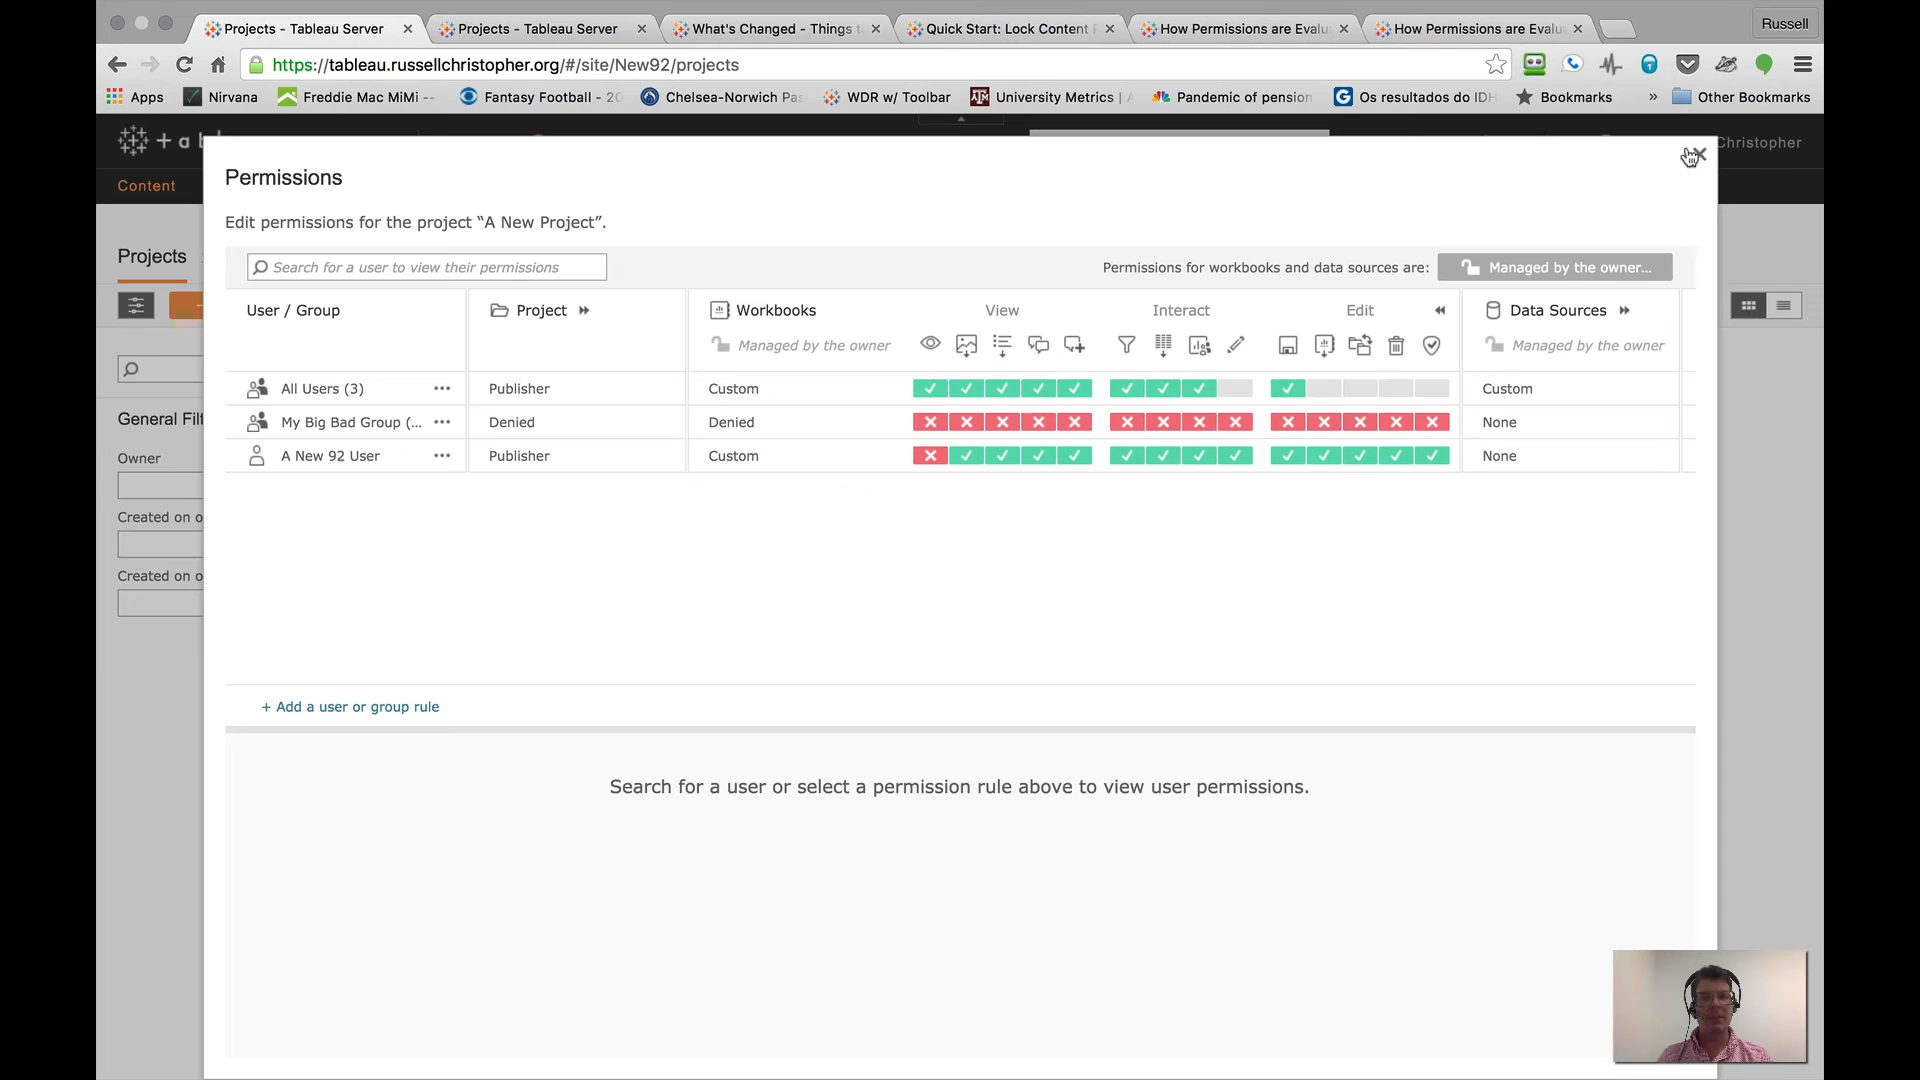 Projects - Tableau Server × Projects - Tableau Server × What's Changed - Things t × Quick Start: Lock Content P × How Permissions are Evalu × How Permissions are Evalu × Russell
https://tableau.russellchristopher.org/#/site/New92/projects
Apps Nirvana Freddie Mac MiMi -- Fantasy Football - 20 Chelsea-Norwich Pas WDR w/ Toolbar University Metrics | Pandemic of pension Os resultados do IDH Bookmarks » Other Bookmarks
+ a b Christopher
Content
Permissions
Edit permissions for the project “A New Project”.
Projects
Search for a user to view their permissions Permissions for workbooks and data sources are: Managed by the owner...
User / Group Project Workbooks View Interact Edit Data Sources
Managed by the owner Managed by the owner
All Users (3) ••• Publisher Custom Custom
General Filt My Big Bad Group (... ••• Denied Denied None
Owner A New 92 User ••• Publisher Custom None
Created on o
Created on o
+ Add a user or group rule
Search for a user or select a permission rule above to view user permissions.